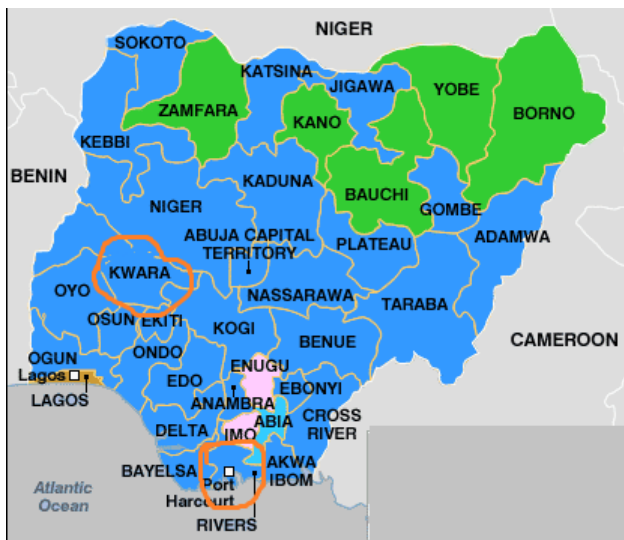 NIGER
SOKOTO
KATSINA
JIGAWA
YOBE
BORNO
ZAMFARA
KANO
KEBBI
BENIN
KADUNA
BAUCHI
NIGER
GOMBE
ADAMWA
ABUJA CAPITAL
TERRITORY
PLATEAU
KWARA
OYO
NASSARAWA
TARABA
OSUN
EKITI
KOGI
BENUE
CAMEROON
OGUN
ONDO
ENUGU
Lagos
LAGOS
EDO
EBONYI
ANAMBRA
ABIA
CROSS
RIVER
DELTA
IMO
BAYELSA
AKWA
IBOM
Port
Harcourt
RIVERS
Atlantic
Ocean